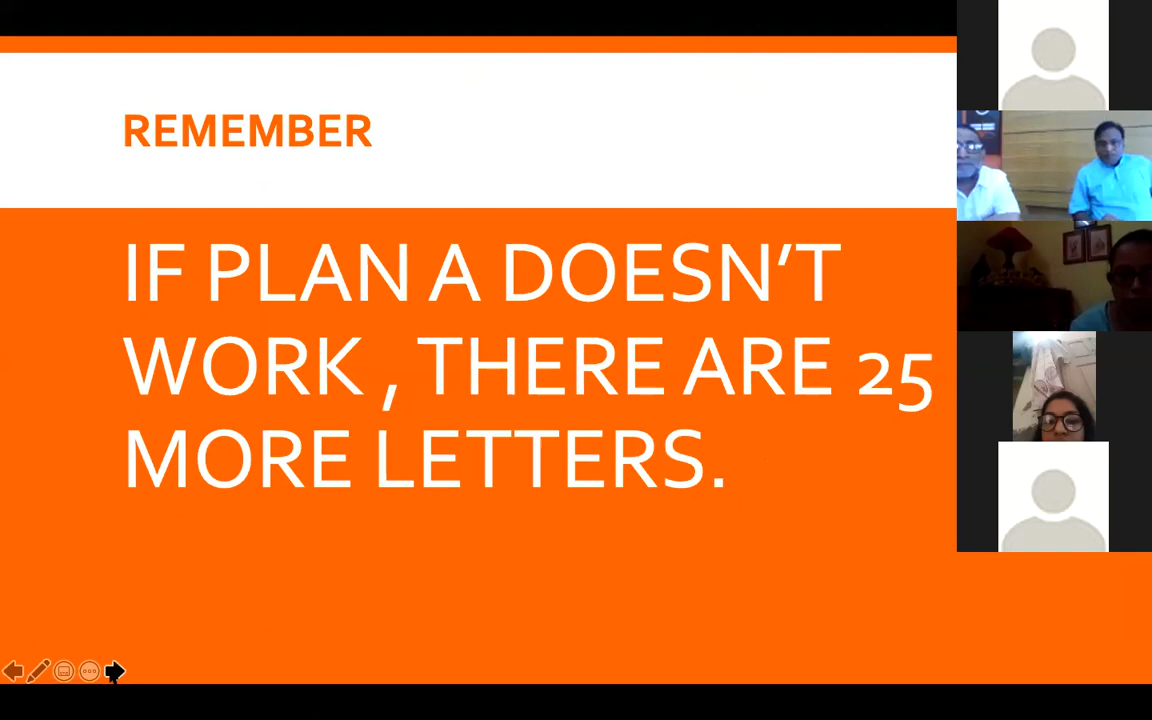 REMEMBER
IF PLAN A DOESN’T
WORK , THERE ARE 25
MORE LETTERS.